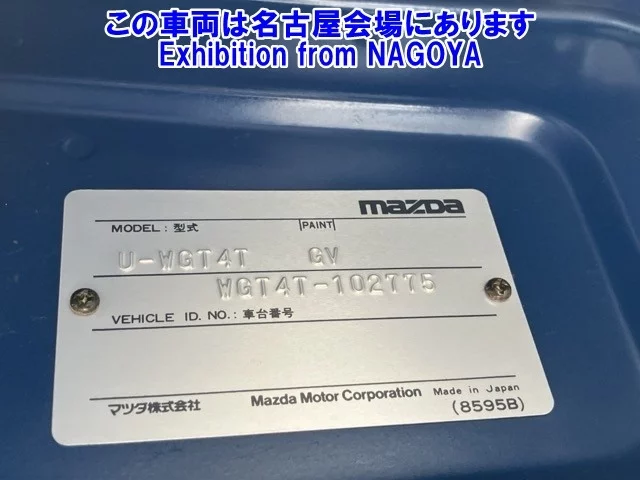 この車両は名古屋会場にあります
Exhibition from NAGOYA
mazda
MODEL: 型式 PAINT
U-WGT4T GV
WGT4T-102775
VEHICLE ID. NO.: 車台番号
マツダ株式会社 Mazda Motor Corporation Made in Japan
(8595B)